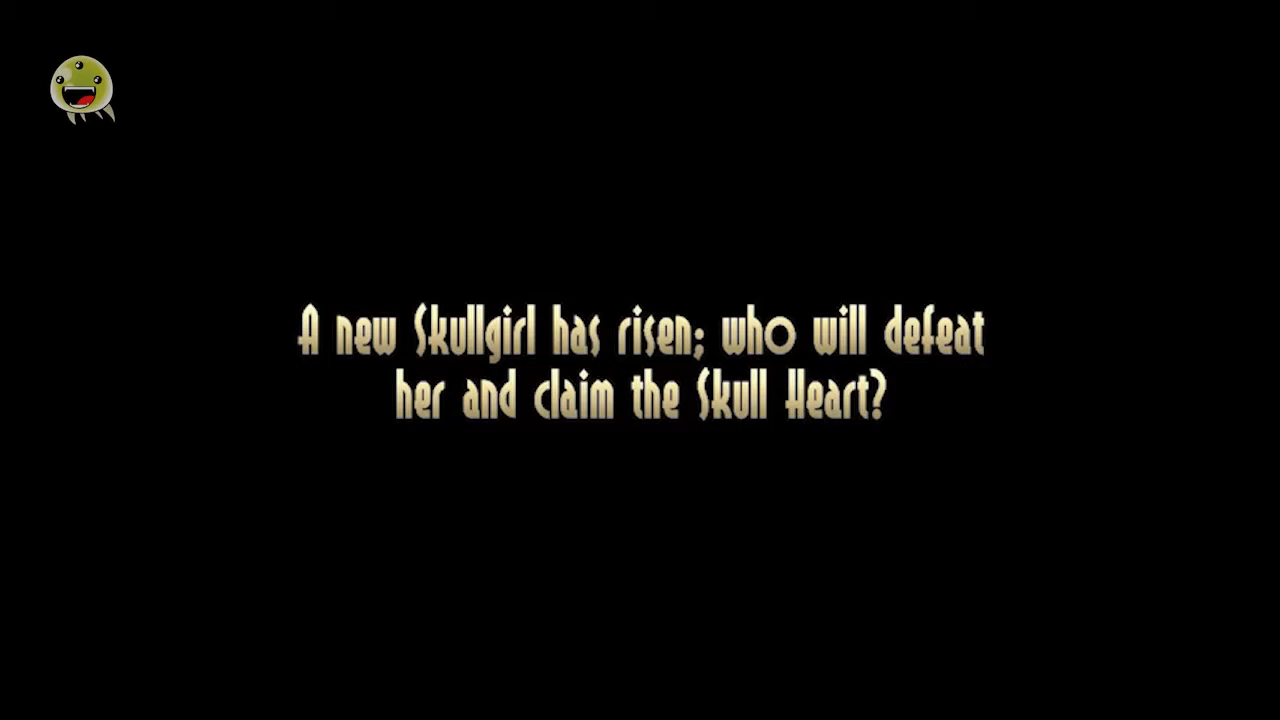 A new Skullgirl has risen; who will defeat
her and claim the Skull Heart?